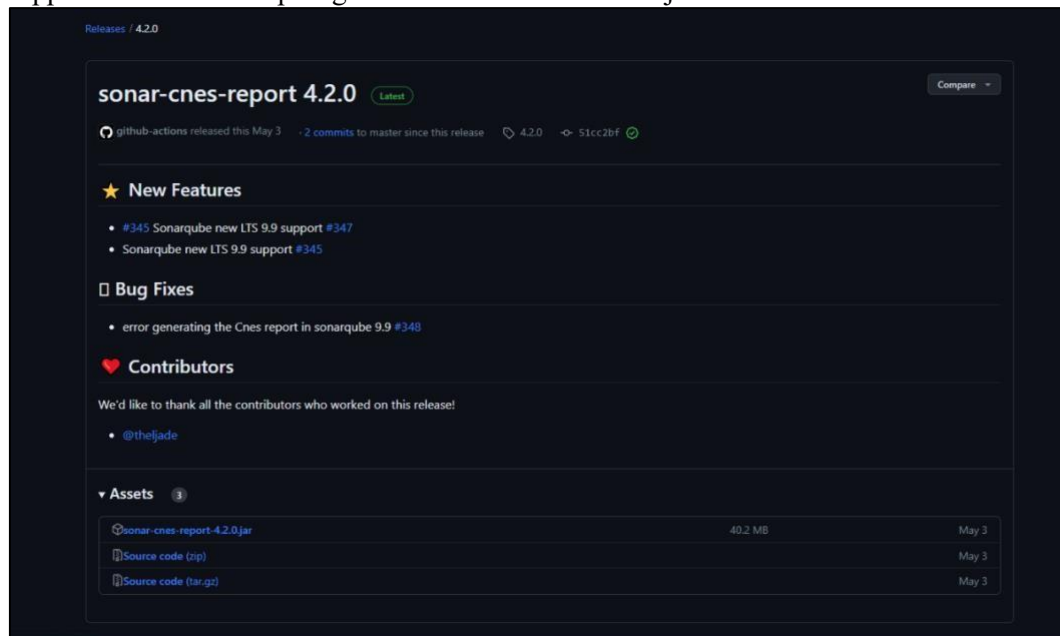 Releases / 4.2.0
sonar-cnes-report 4.2.0 Latest
Compare
github-actions released this May 3 · 2 commits to master since this release 4.2.0 51cc2bf
New Features
#345 Sonarqube new LTS 9.9 support #347
Sonarqube new LTS 9.9 support #345
Bug Fixes
error generating the Cnes report in sonarqube 9.9 #348
Contributors
We'd like to thank all the contributors who worked on this release!
@theljade
Assets 3
sonar-cnes-report-4.2.0.jar 40.2 MB May 3
Source code (zip) May 3
Source code (tar.gz) May 3